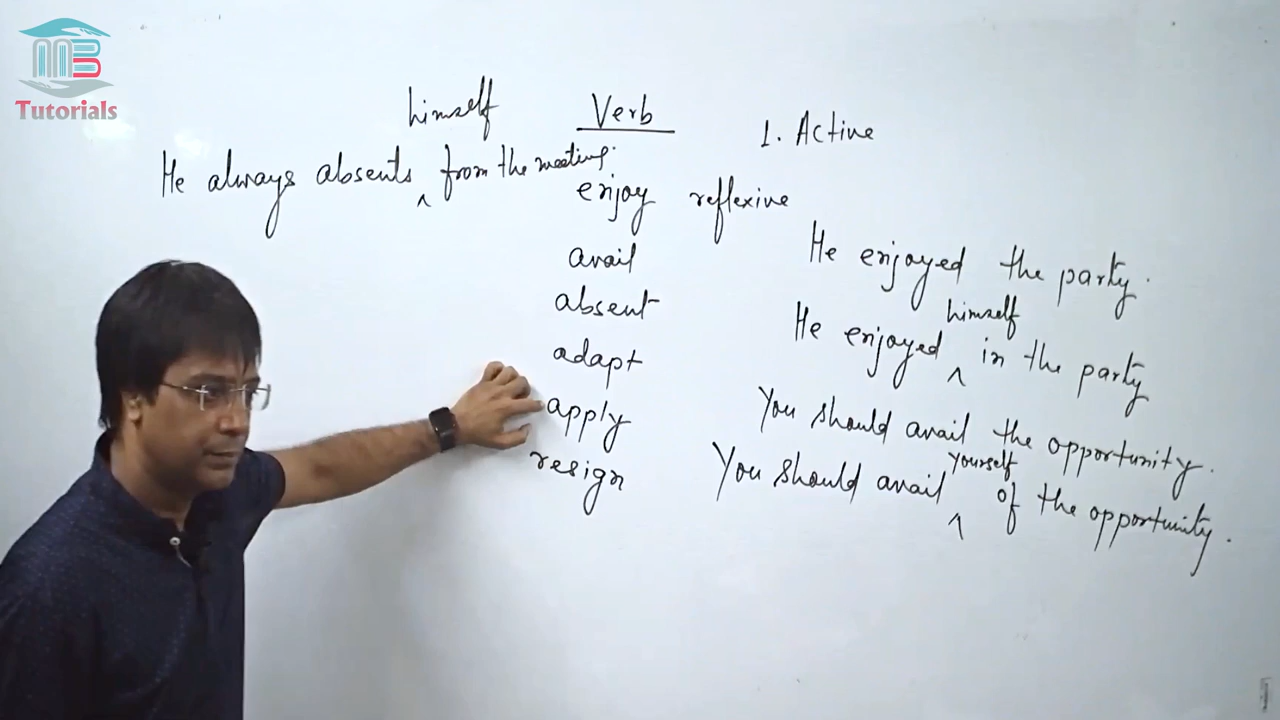 Tutorials
himself
Verb
1. Active
He always absents ^ from the meeting.
enjoy reflexive
avail
absent
adapt
apply
resign
He enjoyed the party.
himself
He enjoyed ^ in the party
You should avail the opportunity.
yourself
You should avail ^ of the opportunity.